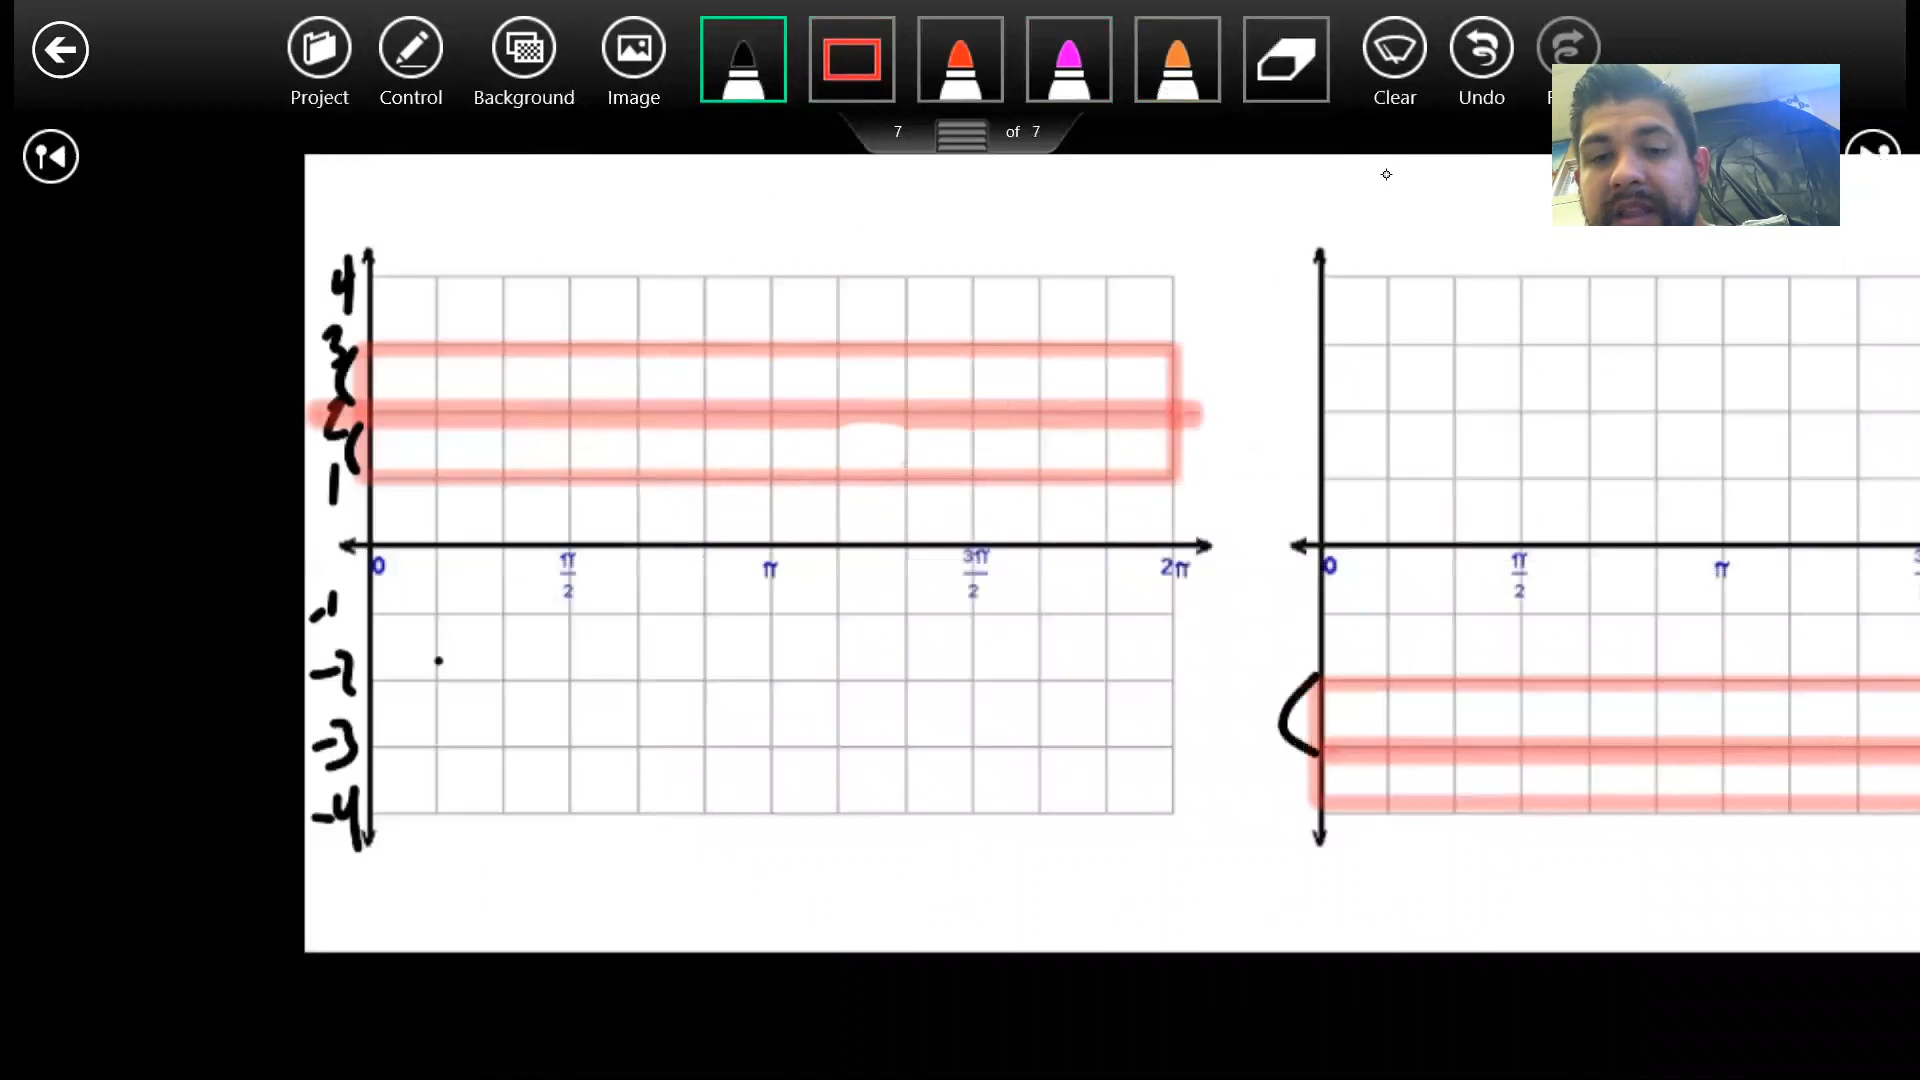 Project Control Background Image Clear Undo
7 of 7
4
3
2
1
0 π/2 π 3π/2 2π
0 π/2 π
-1
-2
-3
-4